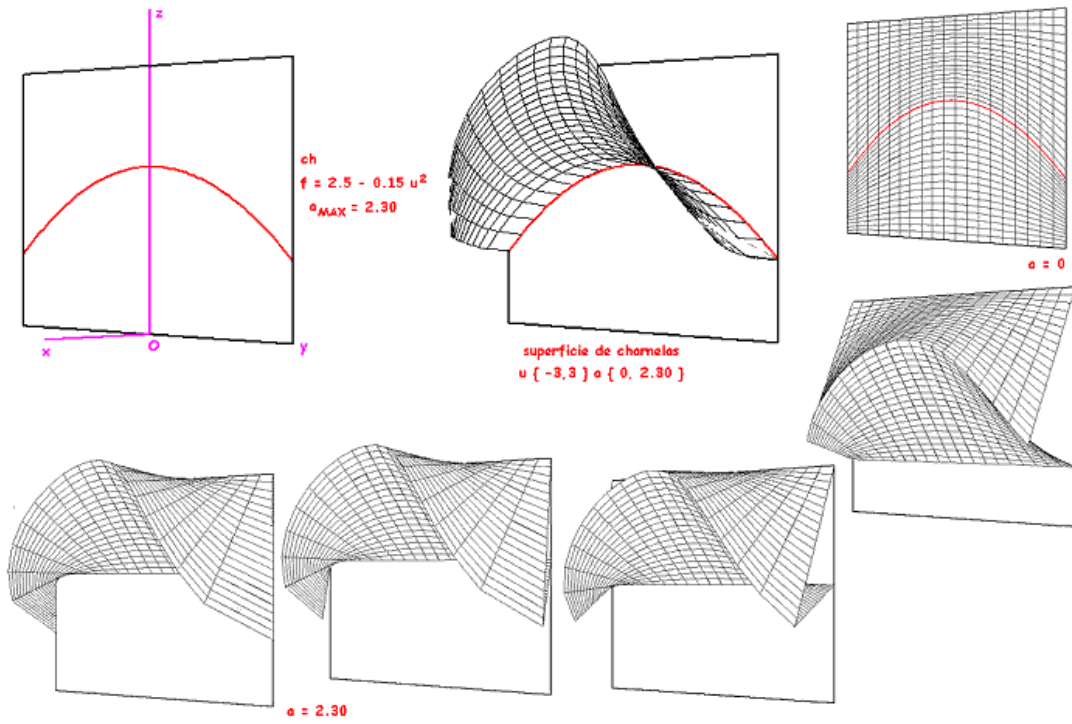 z
ch
f = 2.5 - 0.15 u²
aMAX = 2.30
x
O
y
superficie de charnelas
u { -3,3 } a { 0, 2.30 }
a = 0
a = 2.30